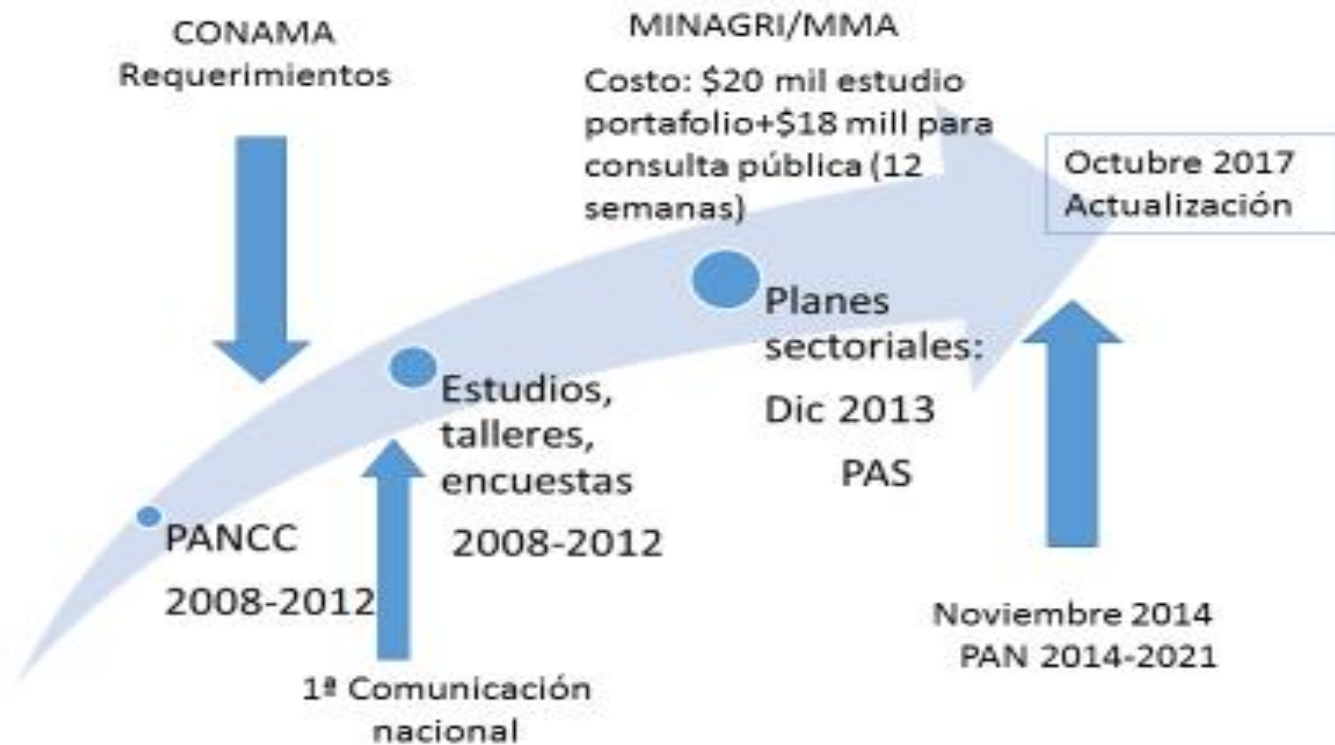 CONAMA
Requerimientos
MINAGRI/MMA
Costo: $20 mil estudio
portafolio+$18 mill para
consulta pública (12
semanas)
Octubre 2017
Actualización
Planes
sectoriales:
Dic 2013
PAS
Estudios,
talleres,
encuestas
2008-2012
PANCC
2008-2012
1ª Comunicación
nacional
Noviembre 2014
PAN 2014-2021